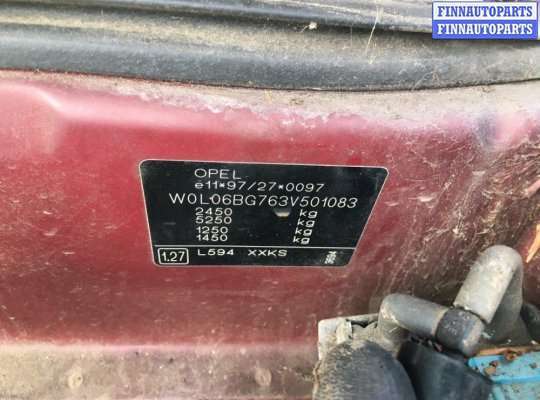 FINNAUTOPARTS
FINNAUTOPARTS
OPEL
e11*97/27*0097
W0L06BG763V501083
2450 kg
5250 kg
1250 kg
1450 kg
1.27 L594 XXKS